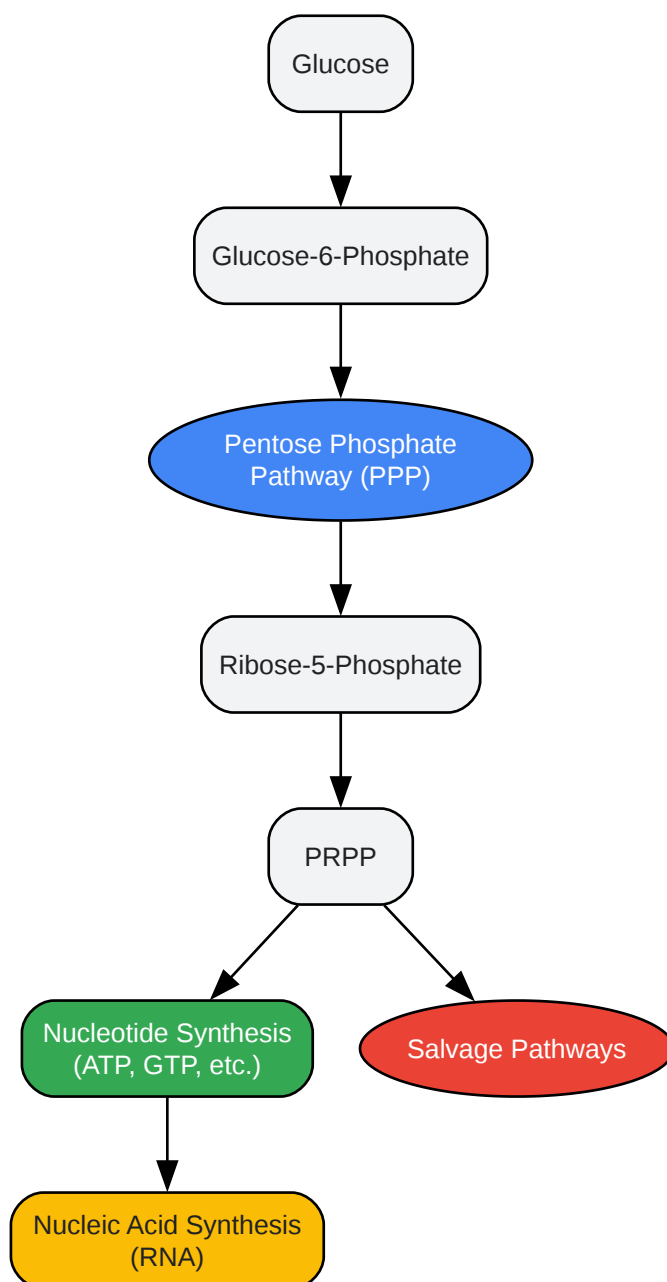 Glucose
Glucose-6-Phosphate
Pentose Phosphate
Pathway (PPP)
Ribose-5-Phosphate
PRPP
Nucleotide Synthesis
(ATP, GTP, etc.)
Salvage Pathways
Nucleic Acid Synthesis
(RNA)